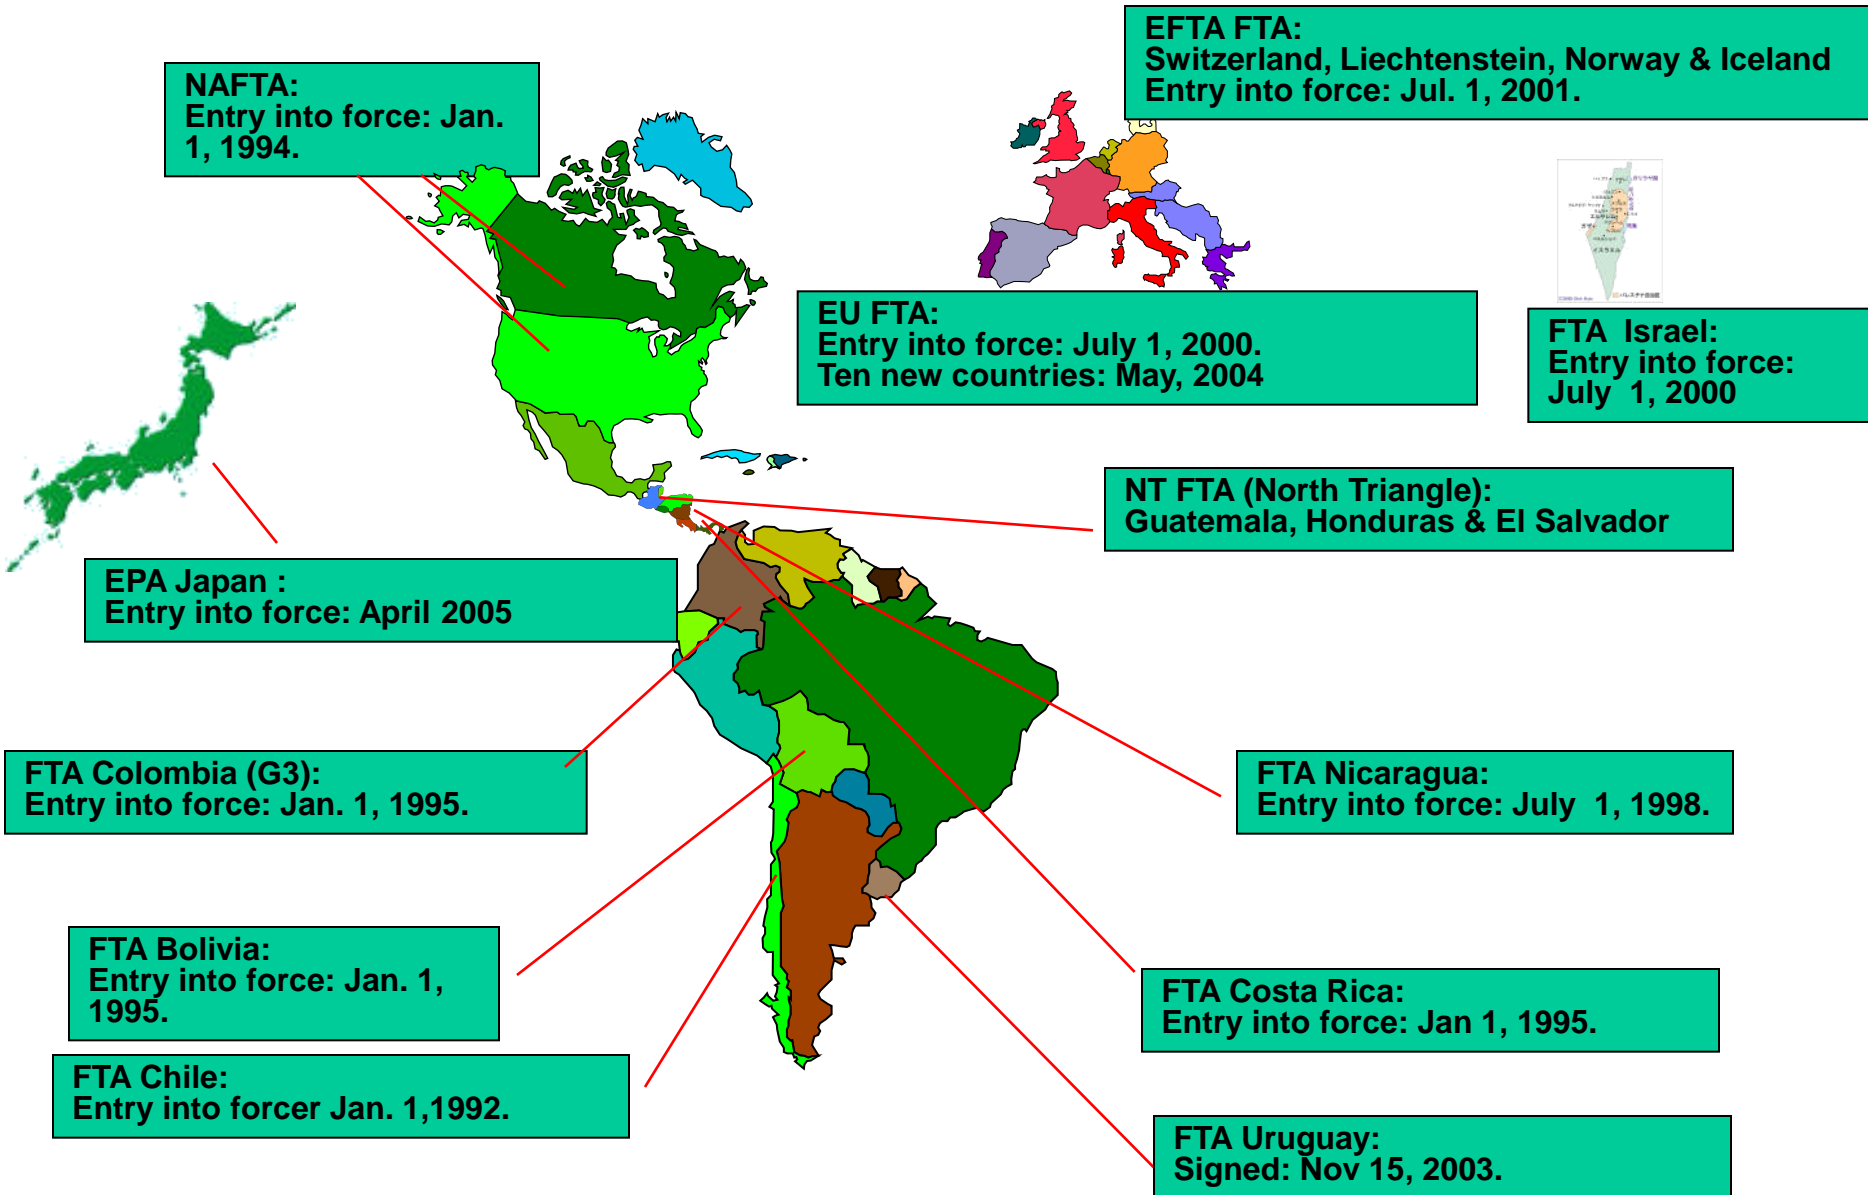 EFTA FTA:
Switzerland, Liechtenstein, Norway & Iceland
Entry into force: Jul. 1, 2001.
NAFTA:
Entry into force: Jan.
1, 1994.
EU FTA:
Entry into force: July 1, 2000.
Ten new countries: May, 2004
FTA  Israel:
Entry into force:
July  1, 2000
NT FTA (North Triangle):
Guatemala, Honduras & El Salvador
EPA Japan :
Entry into force: April 2005
FTA Colombia (G3):
Entry into force: Jan. 1, 1995.
FTA Nicaragua:
Entry into force: July  1, 1998.
FTA Bolivia:
Entry into force: Jan. 1,
1995.
FTA Costa Rica:
Entry into force: Jan 1, 1995.
FTA Chile:
Entry into forcer Jan. 1,1992.
FTA Uruguay:
Signed: Nov 15, 2003.